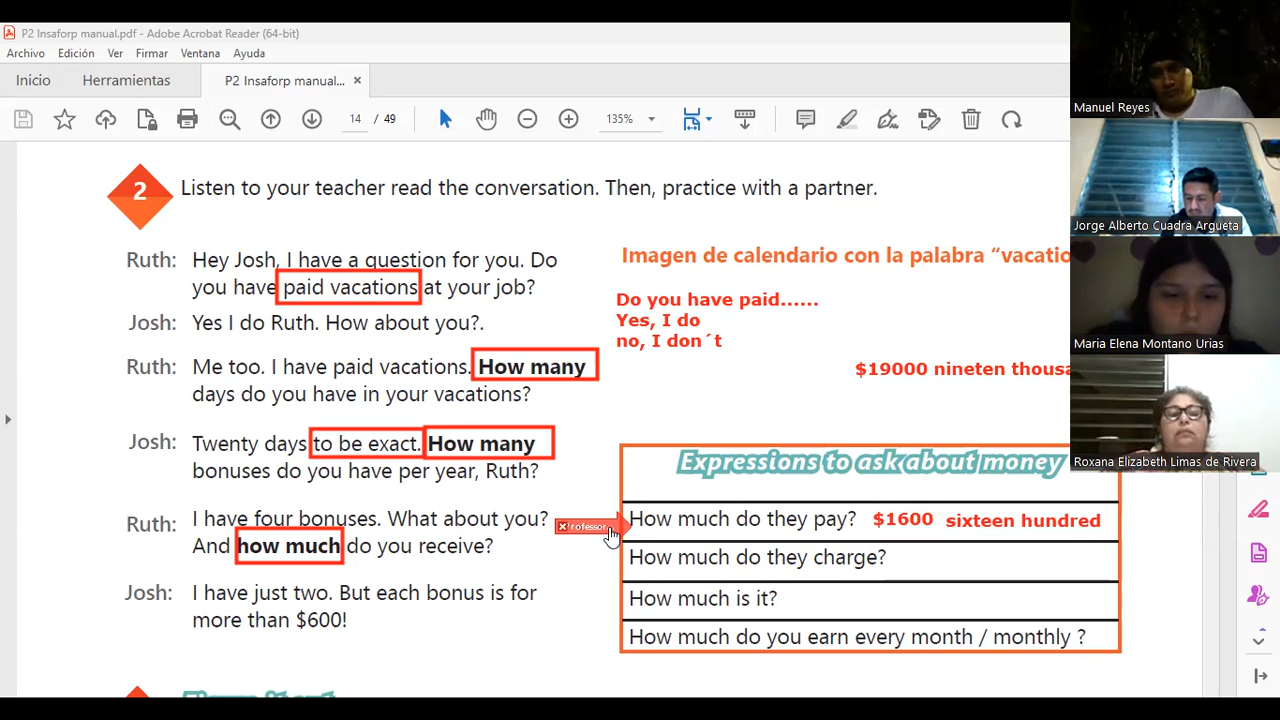 P2 Insaforp manual.pdf - Adobe Acrobat Reader (64-bit)
Archivo Edición Ver Firmar Ventana Ayuda
Inicio Herramientas P2 Insaforp manual... ×
14 / 49 135%
2 Listen to your teacher read the conversation. Then, practice with a partner.
Ruth: Hey Josh, I have a question for you. Do
you have paid vacations at your job?
Josh: Yes I do Ruth. How about you?.
Ruth: Me too. I have paid vacations. How many
days do you have in your vacations?
Josh: Twenty days to be exact. How many
bonuses do you have per year, Ruth?
Ruth: I have four bonuses. What about you?
And how much do you receive?
Josh: I have just two. But each bonus is for
more than $600!
Imagen de calendario con la palabra “vacatio
Do you have paid......
Yes, I do
no, I don´t
$19000 nineten thousa
Expressions to ask about money
Professor
How much do they pay? $1600 sixteen hundred
How much do they charge?
How much is it?
How much do you earn every month / monthly ?
Manuel Reyes
Jorge Alberto Cuadra Argueta
Maria Elena Montano Urias
Roxana Elizabeth Limas de Rivera